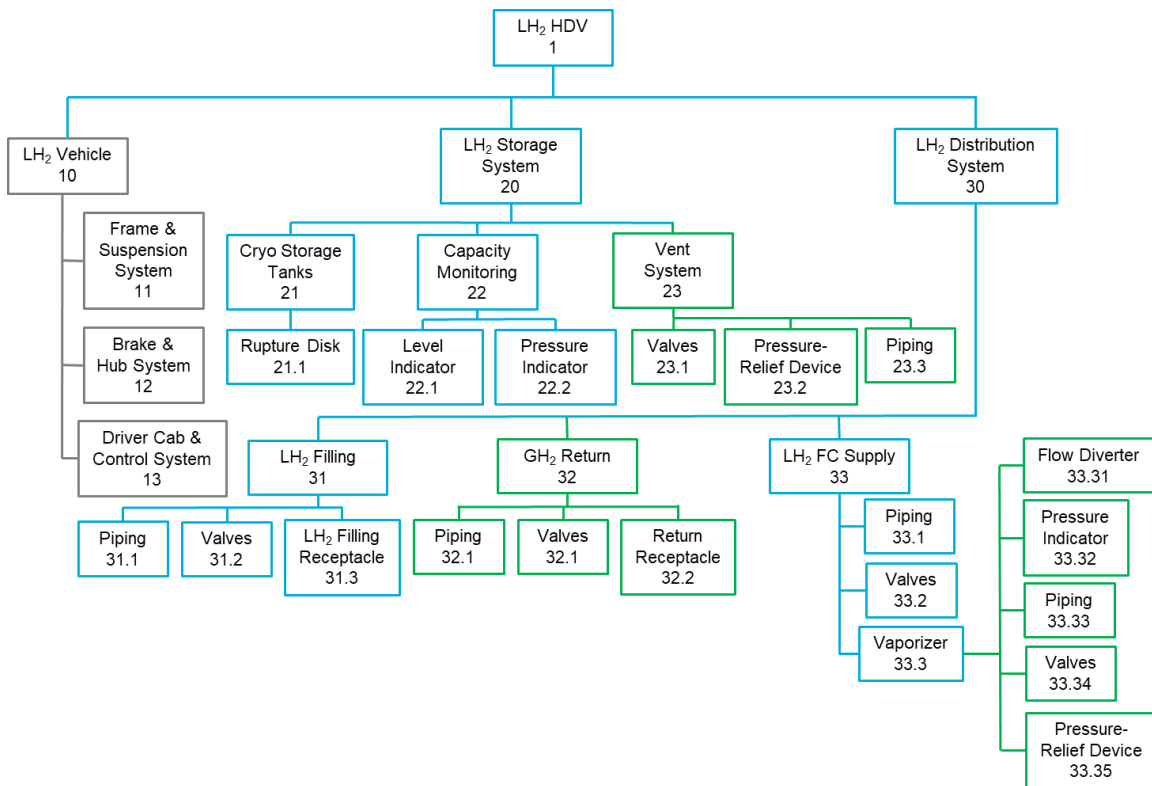 LH₂ HDV
1
LH₂ Vehicle
10
LH₂ Storage
System
20
LH₂ Distribution
System
30
Frame &
Suspension
System
11
Brake &
Hub System
12
Driver Cab &
Control System
13
Cryo Storage
Tanks
21
Capacity
Monitoring
22
Vent
System
23
Rupture Disk
21.1
Level
Indicator
22.1
Pressure
Indicator
22.2
Valves
23.1
Pressure-
Relief Device
23.2
Piping
23.3
LH₂ Filling
31
GH₂ Return
32
LH₂ FC Supply
33
Piping
31.1
Valves
31.2
LH₂ Filling
Receptacle
31.3
Piping
32.1
Valves
32.1
Return
Receptacle
32.2
Piping
33.1
Valves
33.2
Vaporizer
33.3
Flow Diverter
33.31
Pressure
Indicator
33.32
Piping
33.33
Valves
33.34
Pressure-
Relief Device
33.35